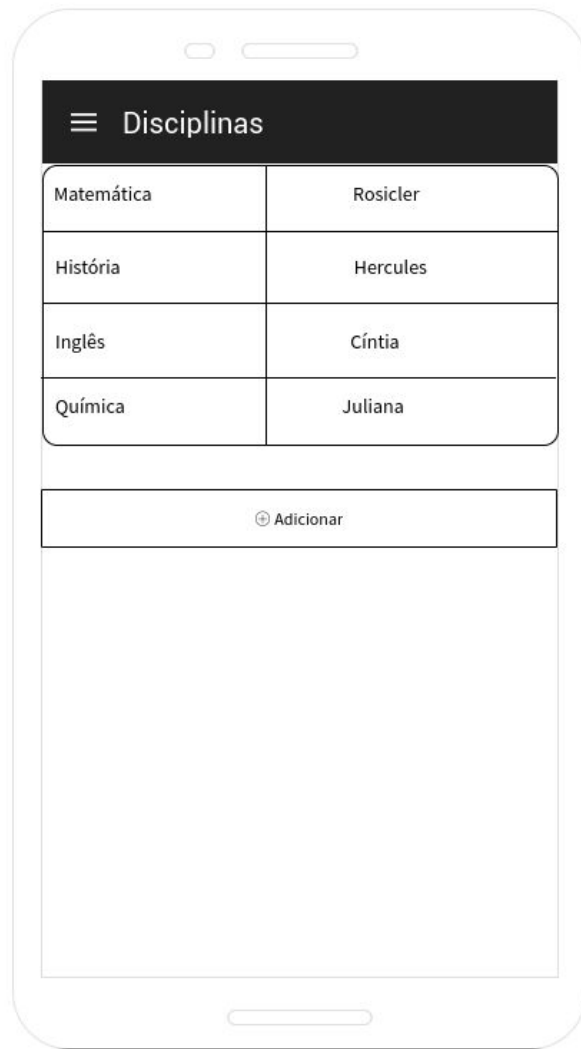 Disciplinas
Matemática Rosicler
História Hercules
Inglês Cíntia
Química Juliana
Adicionar